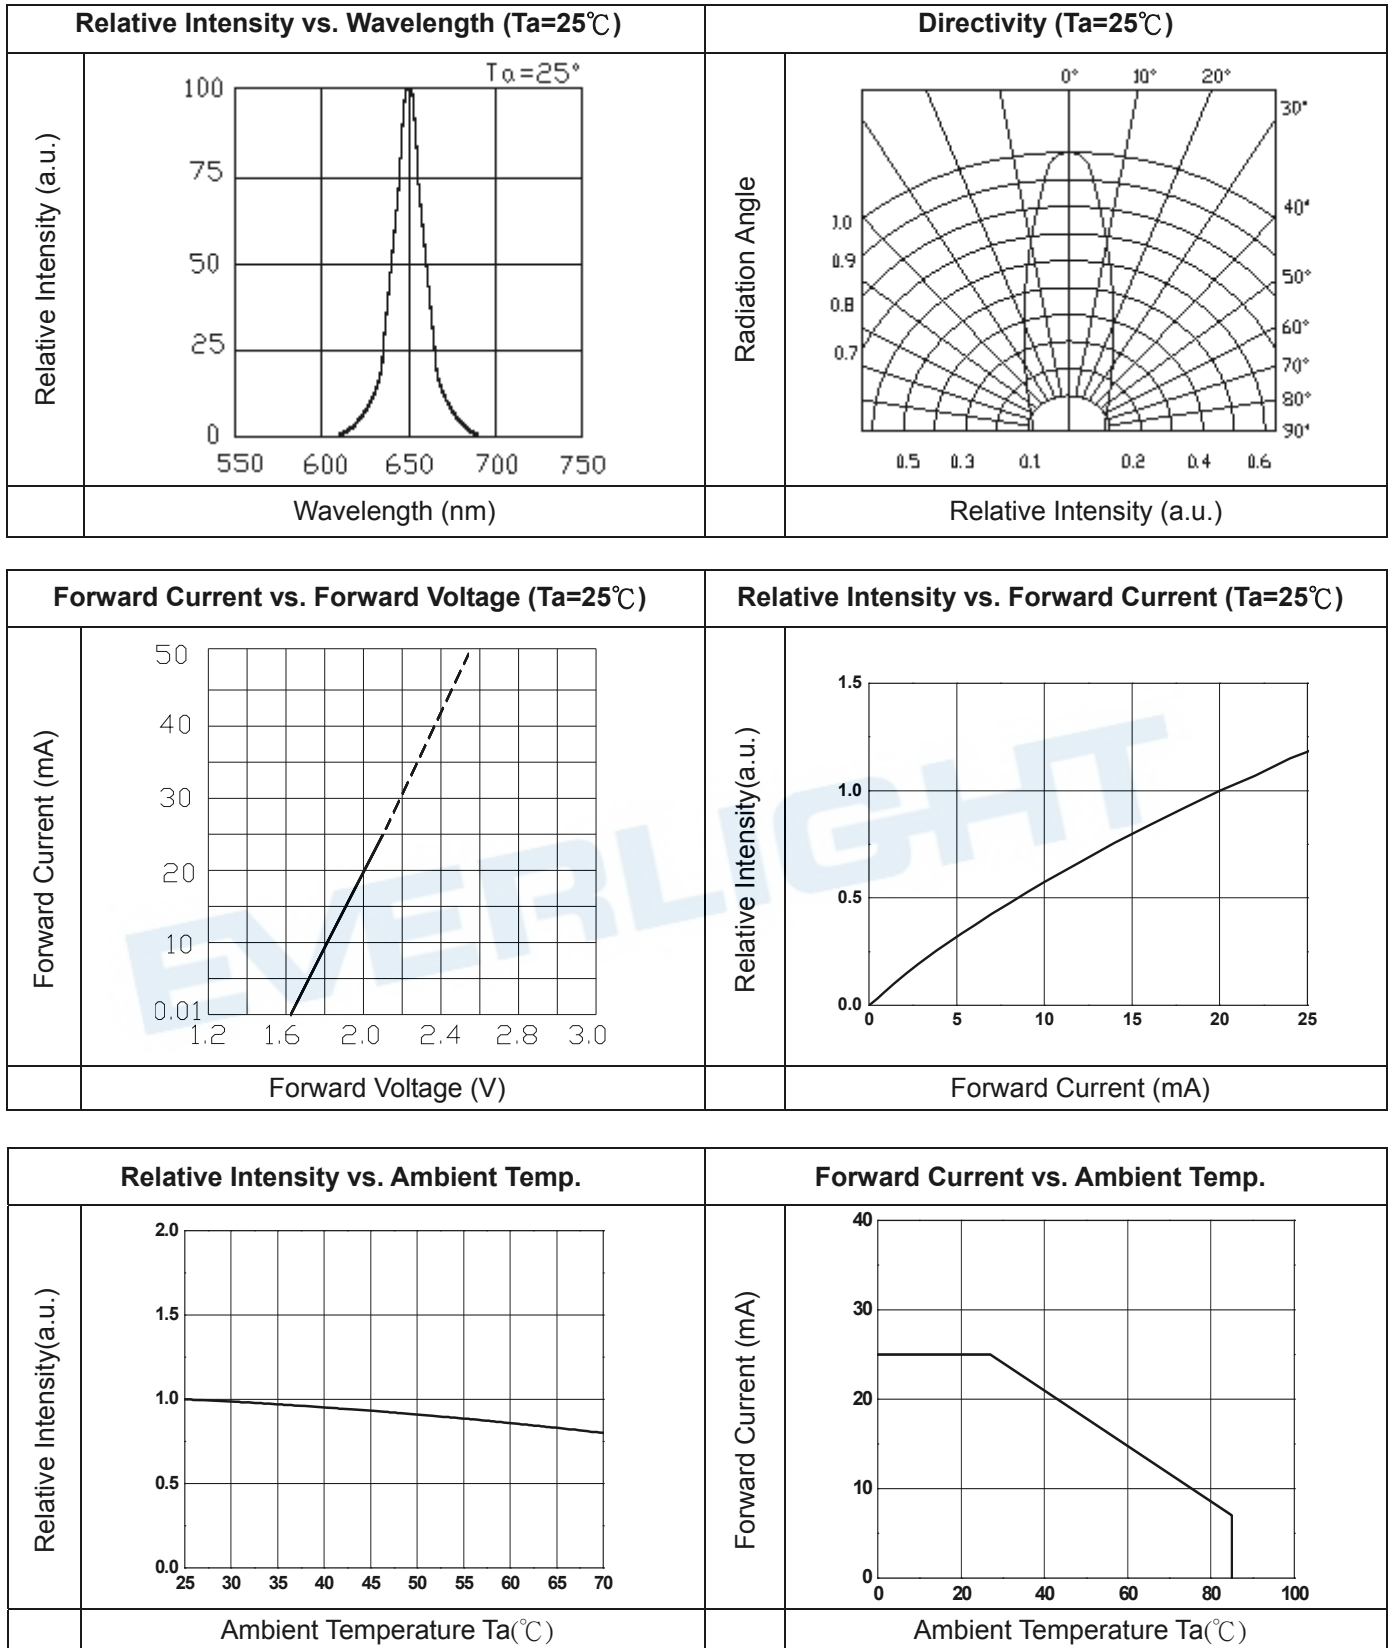 Relative Intensity vs. Wavelength (Ta=25℃)
Directivity (Ta=25℃)
Relative Intensity (a.u.)
Ta=25°
100
75
50
25
0
550 600 650 700 750
Wavelength (nm)
Radiation Angle
0° 10° 20°
30°
40°
50°
60°
70°
80°
90°
1.0
0.9
0.8
0.7
0.5 0.3 0.1 0.2 0.4 0.6
Relative Intensity (a.u.)
Forward Current vs. Forward Voltage (Ta=25℃)
Relative Intensity vs. Forward Current (Ta=25℃)
Forward Current (mA)
50
40
30
20
10
0.01
1.2 1.6 2.0 2.4 2.8 3.0
Forward Voltage (V)
Relative Intensity(a.u.)
1.5
1.0
0.5
0.0
0 5 10 15 20 25
Forward Current (mA)
EVERLIGHT
Relative Intensity vs. Ambient Temp.
Forward Current vs. Ambient Temp.
Relative Intensity(a.u.)
2.0
1.5
1.0
0.5
0.0
25 30 35 40 45 50 55 60 65 70
Ambient Temperature Ta(℃)
Forward Current (mA)
40
30
20
10
0
0 20 40 60 80 100
Ambient Temperature Ta(℃)